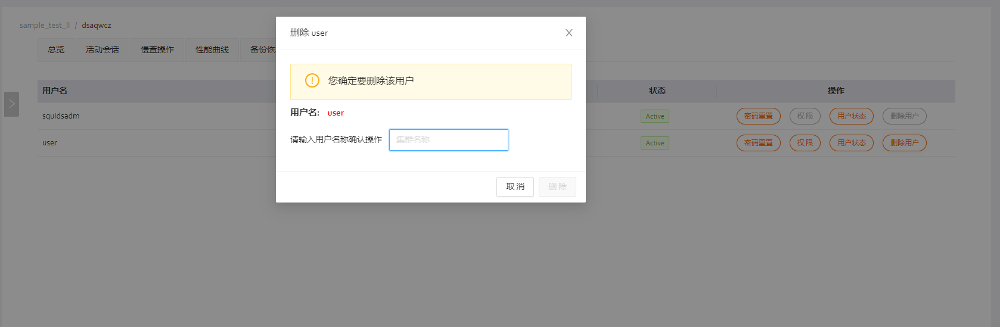 sample_test_ll / dsaqwcz
总览 活动会话 慢查操作 性能曲线 备份恢
用户名 状态 操作
squidsadm Active 密码重置 权 限 用户状态 删除用户
user Active 密码重置 权 限 用户状态 删除用户
删除 user
您确定要删除该用户
用户名: user
请输入用户名称确认操作 集群名称
取 消 删 除